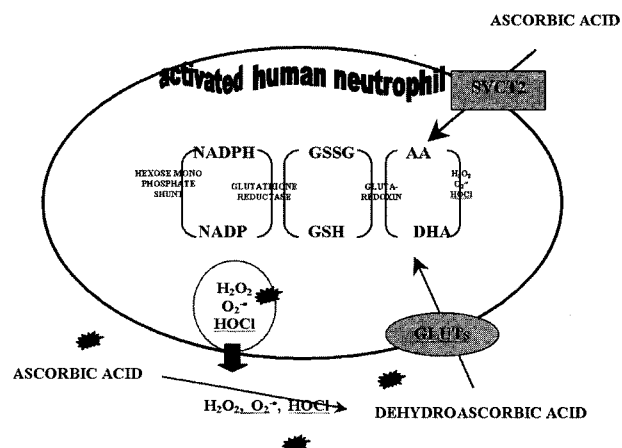 ASCORBIC ACID
activated human neutrophil
SVCT2
NADPH
GSSG
AA
HEXOSE MONO
PHOSPHATE
SHUNT
GLUTATHIONE
REDUCTASE
GLUTA-
REDOXIN
H₂O₂
O₂⁻•
HOCl
NADP
GSH
DHA
H₂O₂
O₂⁻•
HOCl
GLUTs
ASCORBIC ACID
H₂O₂, O₂⁻•, HOCl
DEHYDROASCORBIC ACID